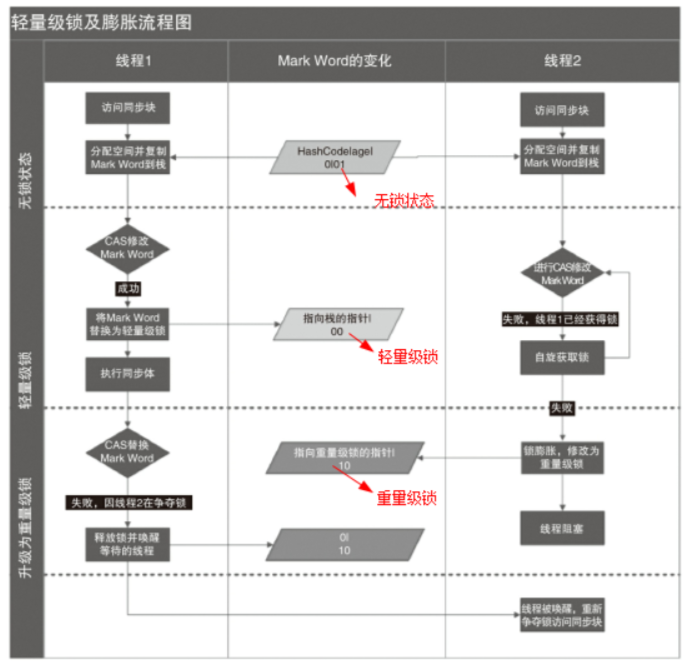 轻量级锁及膨胀流程图
线程1
Mark Word的变化
线程2
无锁状态
访问同步块
访问同步块
分配空间并复制
Mark Word到栈
HashCode|age|
0|01
分配空间并复制
Mark Word到栈
无锁状态
轻量级锁
CAS修改
Mark Word
成功
将Mark Word
替换为轻量级锁
执行同步体
指向栈的指针|
00
轻量级锁
进行CAS修改
MarkWord
失败，线程1已经获得锁
自旋获取锁
失败
升级为重量级锁
CAS替换
Mark Word
失败，因线程2在争夺锁
释放锁并唤醒
等待的线程
指向重量级锁的指针|
10
重量级锁
0|
10
锁膨胀，修改为
重量级锁
线程阻塞
线程被唤醒，重新
争夺锁访问同步块